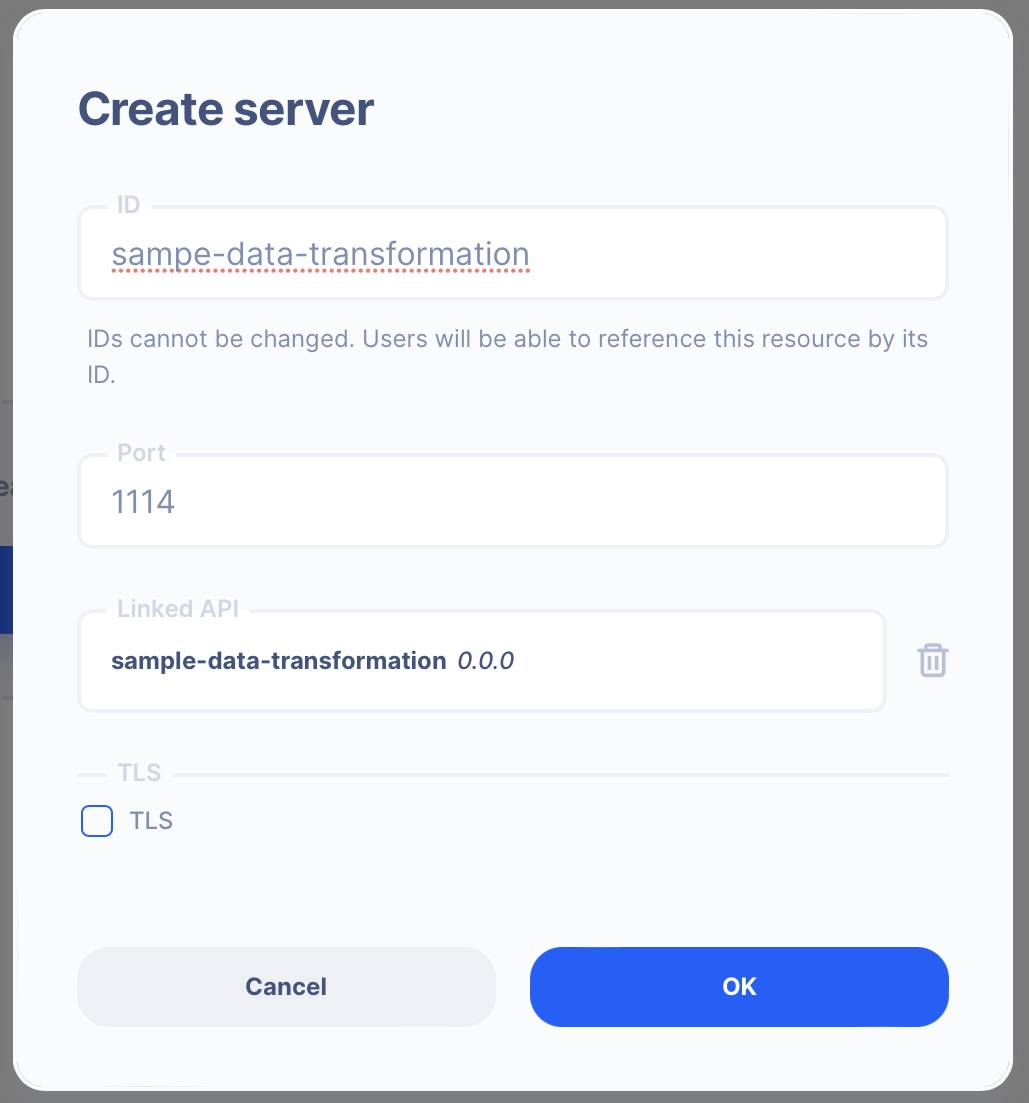 Create server
ID
sampe-data-transformation
IDs cannot be changed. Users will be able to reference this resource by its
ID.
Port
1114
Linked API
sample-data-transformation 0.0.0
TLS
TLS
Cancel
OK